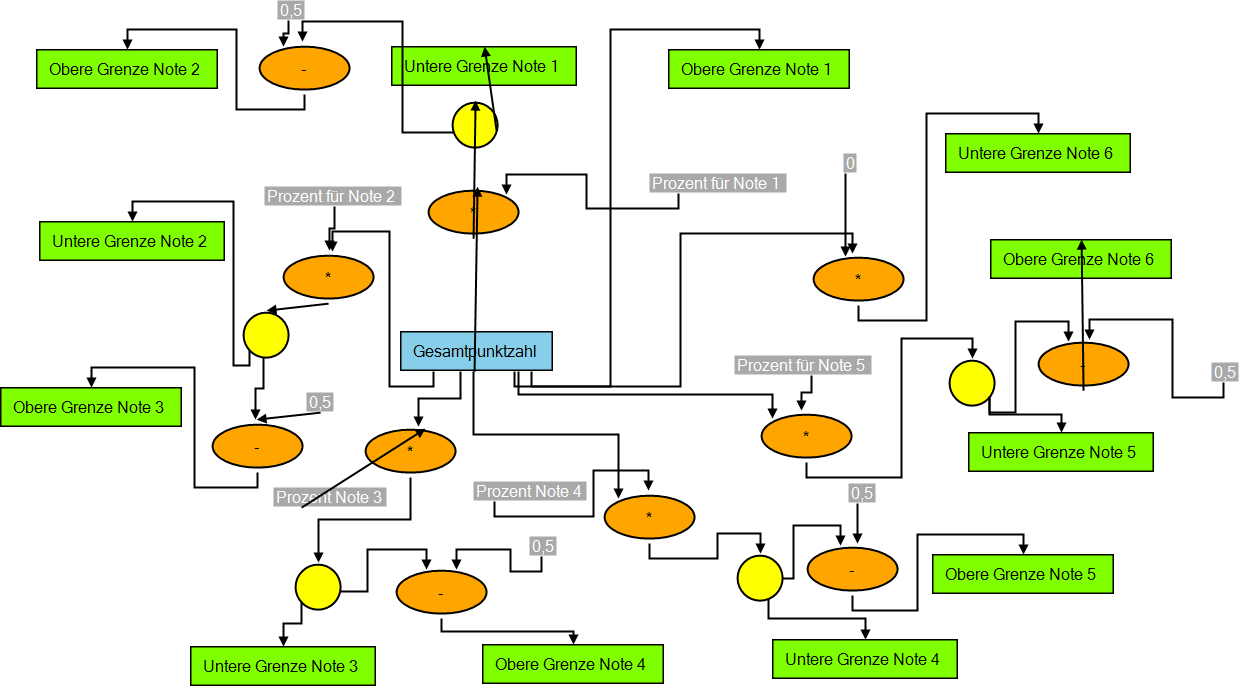 0,5
Obere Grenze Note 2
-
Untere Grenze Note 1
Obere Grenze Note 1
Untere Grenze Note 6
0
Prozent für Note 1
Prozent für Note 2
*
Untere Grenze Note 2
*
*
Obere Grenze Note 6
Gesamtpunktzahl
Prozent für Note 5
-
0,5
Obere Grenze Note 3
0,5
-
*
*
Untere Grenze Note 5
Prozent Note 3
Prozent Note 4
0,5
*
0,5
-
Obere Grenze Note 5
-
Untere Grenze Note 3
Obere Grenze Note 4
Untere Grenze Note 4